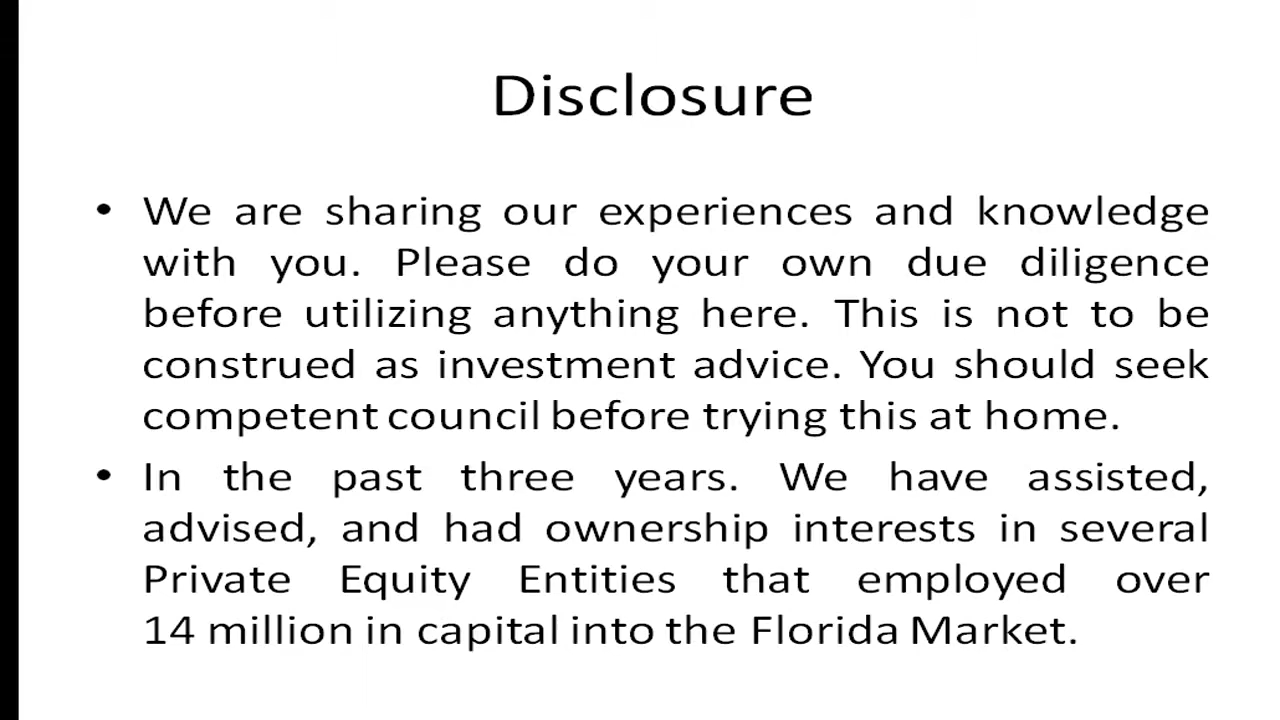 Disclosure
• We are sharing our experiences and knowledge
with you. Please do your own due diligence
before utilizing anything here. This is not to be
construed as investment advice. You should seek
competent council before trying this at home.
• In the past three years. We have assisted,
advised, and had ownership interests in several
Private Equity Entities that employed over
14 million in capital into the Florida Market.